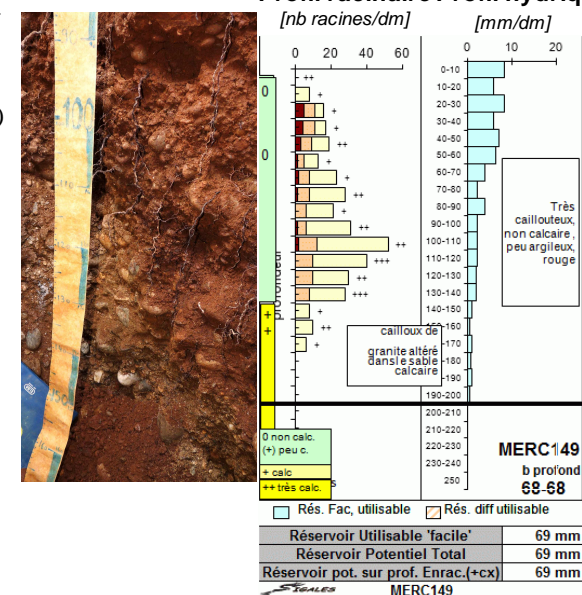 [nb racines/dm]
[mm/dm]
0 20 40 60
0 10 20
++
+
+
+
++
+
+
++
+
++
++
+++
++
+++
+
++
+
0
0
+
+
0-10
10-20
20-30
30-40
40-50
50-60
60-70
70-80
80-90
90-100
100-110
110-120
120-130
130-140
140-150
-160
-170
-180
-190
190-200
200-210
210-220
220-230
230-240
250
Très
caillouteux,
non calcaire,
peu argileux,
rouge
cailloux de
granite altéré
dans le sable
calcaire
0 non calc.
(+) peu c.
+ calc
++ très calc.
MERC149
b profond
68-68
Rés. Fac, utilisable
Rés. diff utilisable
Réservoir Utilisable 'facile' 69 mm
Réservoir Potentiel Total 69 mm
Réservoir pot. sur prof. Enrac.(+cx) 69 mm
SIGALES MERC149